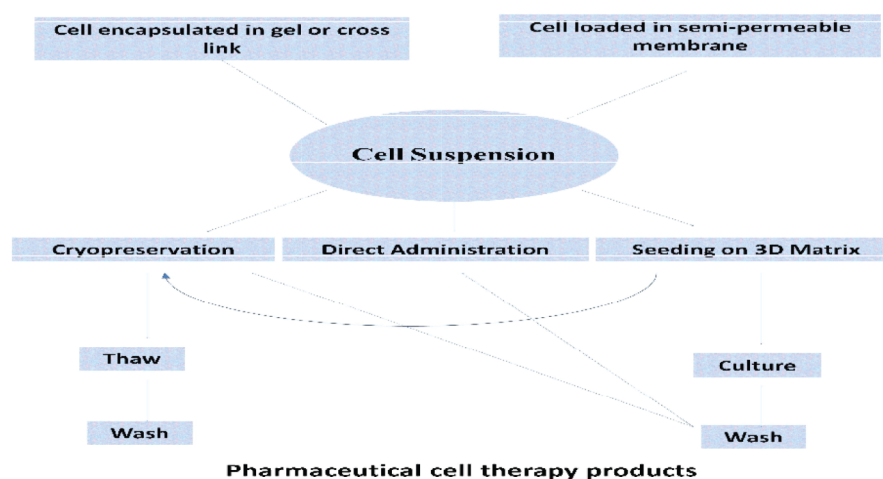 Cell encapsulated in gel or cross
link
Cell loaded in semi-permeable
membrane
Cell Suspension
Cryopreservation
Direct Administration
Seeding on 3D Matrix
Thaw
Culture
Wash
Wash
Pharmaceutical cell therapy products